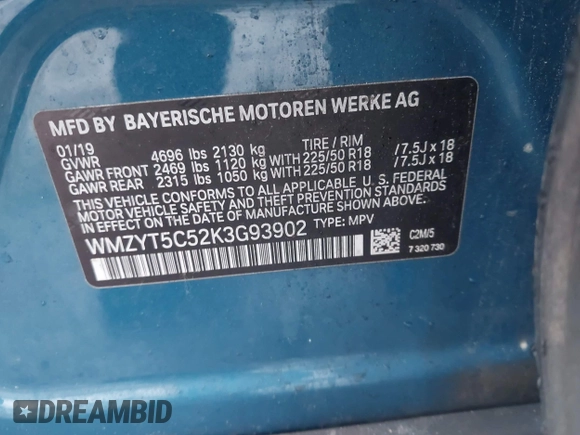 MFD BY BAYERISCHE MOTOREN WERKE AG
01/19 TIRE / RIM
GVWR 4696 lbs 2130 kg
GAWR FRONT 2469 lbs 1120 kg WITH 225/50 R18 /7.5J x 18
GAWR REAR 2315 lbs 1050 kg WITH 225/50 R18 /7.5J x 18
THIS VEHICLE CONFORMS TO ALL APPLICABLE U. S. FEDERAL
MOTOR VEHICLE SAFETY, BUMPER, AND THEFT PREVENTION
STANDARDS IN EFFECT ON THE DATE OF MANUFACTURE SHOWN ABOVE.
WMZYT5C52K3G93902 TYPE: MPV
C2M/5
7 320 730
DREAMBID